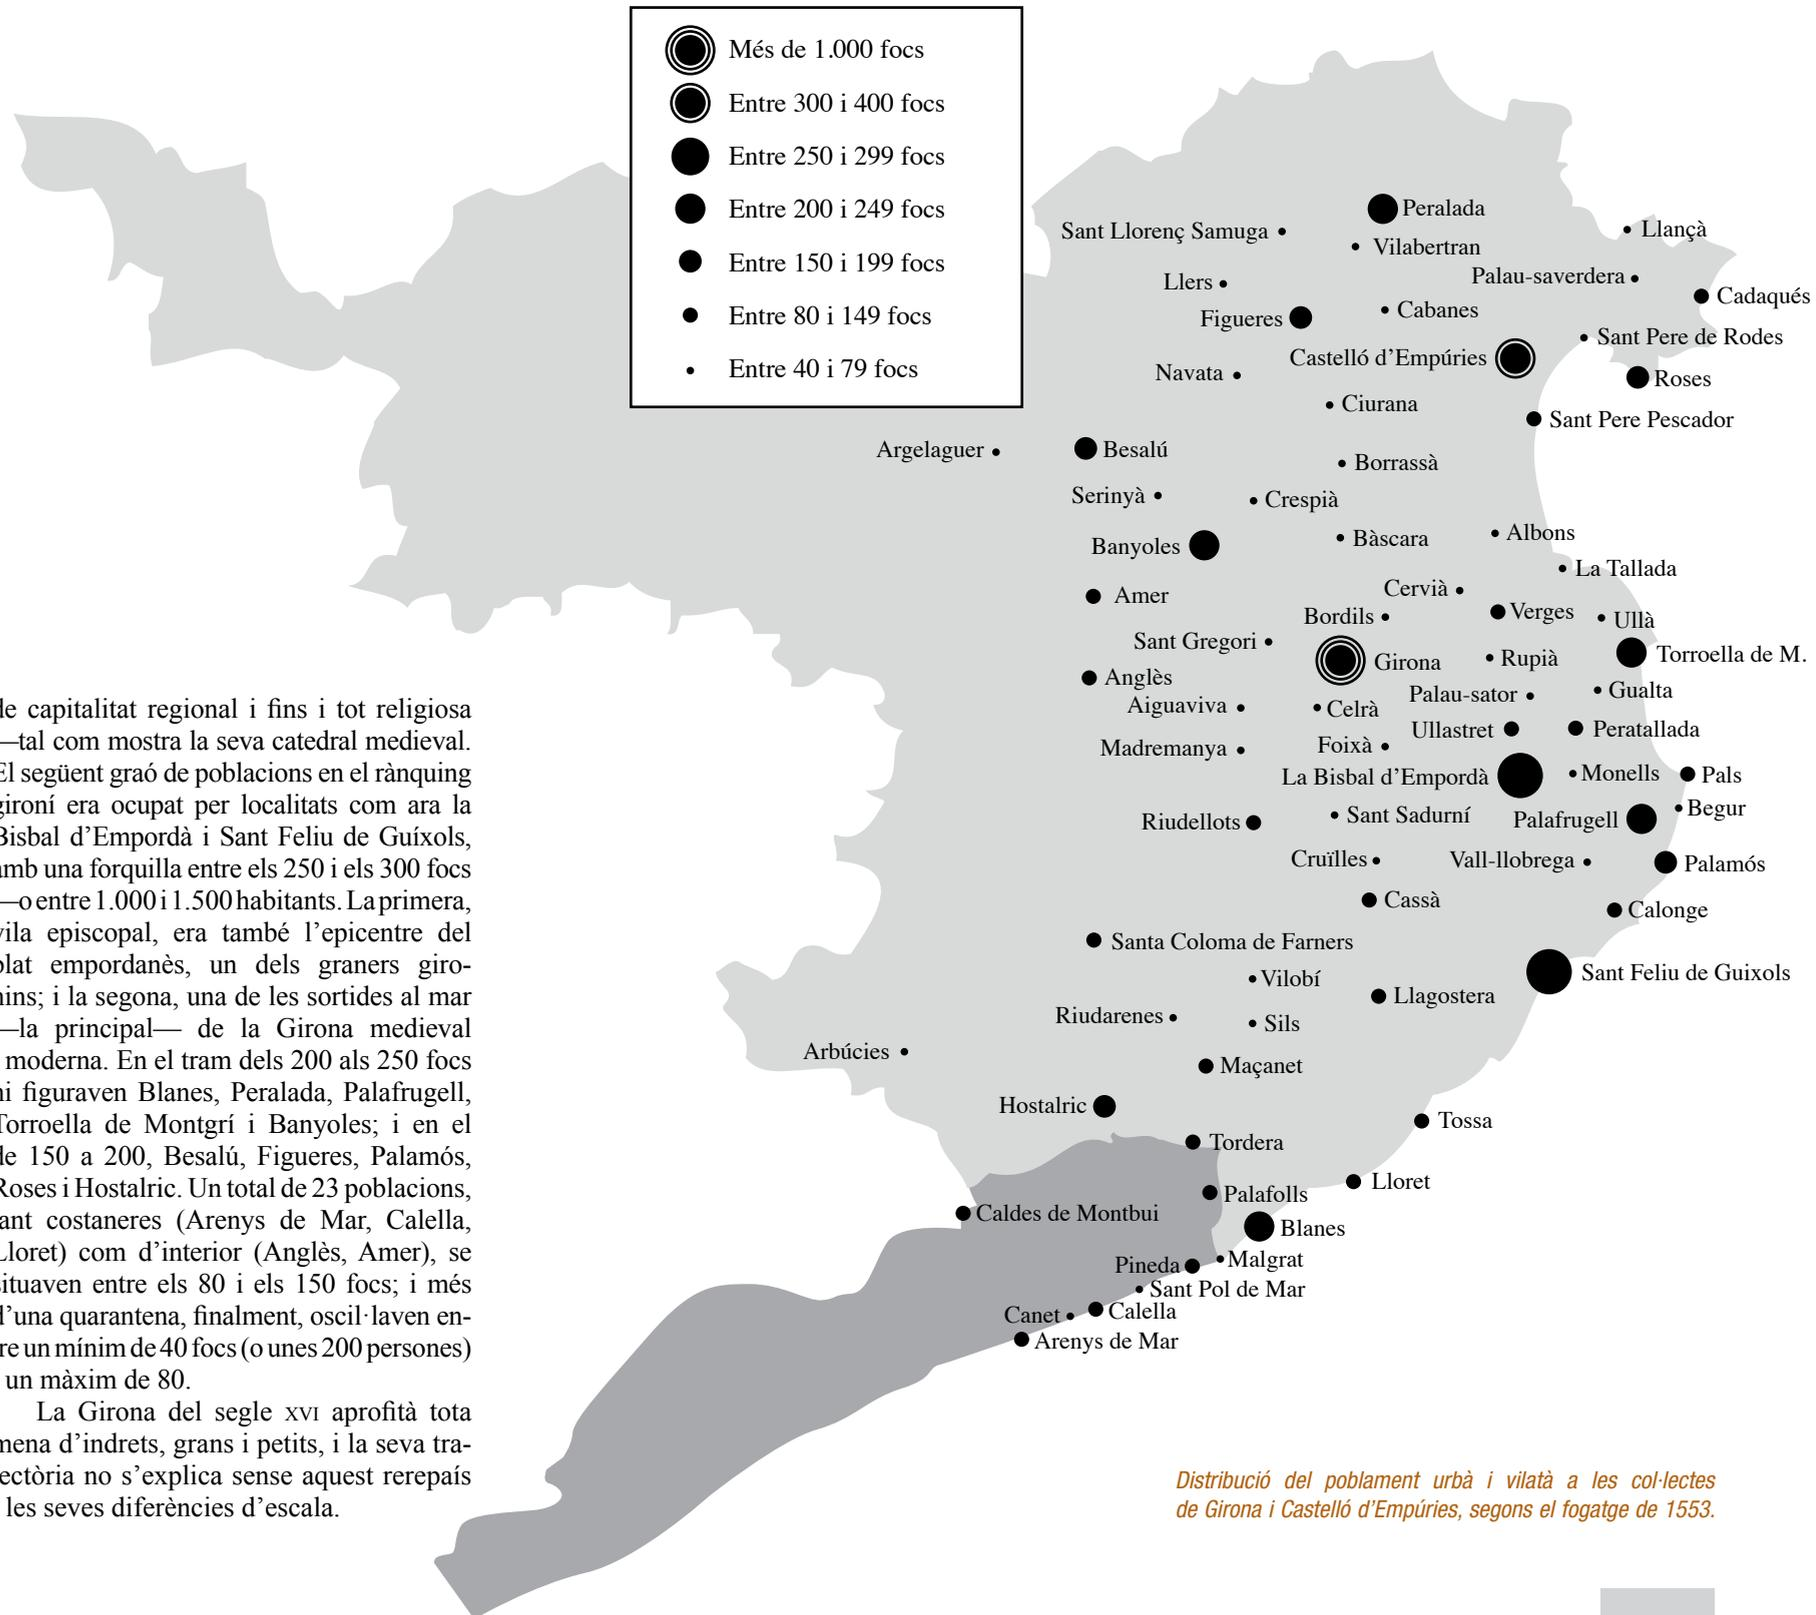 Més de 1.000 focs
Entre 300 i 400 focs
Entre 250 i 299 focs
Entre 200 i 249 focs
Entre 150 i 199 focs
Entre 80 i 149 focs
Entre 40 i 79 focs
Peralada
Sant Llorenç Samuga
Llançà
Vilabertran
Palau-saverdera
Llers
Cadaqués
Cabanes
Figueres
Sant Pere de Rodes
Castelló d’Empúries
Navata
Roses
Ciurana
Sant Pere Pescador
Argelaguer
Besalú
Borrassà
Serinyà
Crespià
Albons
Bàscara
Banyoles
La Tallada
Cervià
Amer
Verges
Bordils
Ullà
Sant Gregori
Torroella de M.
Rupià
Girona
Anglès
Gualta
Palau-sator
Aiguaviva
Celrà
Peratallada
Ullastret
Foixà
Madremanya
Monells
Pals
La Bisbal d’Empordà
Begur
Sant Sadurní
Palafrugell
Riudellots
Cruïlles
Vall-llobrega
Palamós
Cassà
Calonge
Santa Coloma de Farners
Sant Feliu de Guixols
Vilobí
Llagostera
Riudarenes
Sils
Arbúcies
Maçanet
Hostalric
Tossa
Tordera
Lloret
Palafolls
Caldes de Montbui
Blanes
Malgrat
Pineda
Sant Pol de Mar
Calella
Canet
Arenys de Mar
de capitalitat regional i fins i tot religiosa
—tal com mostra la seva catedral medieval.
El següent graó de poblacions en el rànquing
gironí era ocupat per localitats com ara la
Bisbal d’Empordà i Sant Feliu de Guíxols,
amb una forquilla entre els 250 i els 300 focs
—o entre 1.000 i 1.500 habitants. La primera,
vila episcopal, era també l’epicentre del
plat empordanès, un dels graners giro-
nins; i la segona, una de les sortides al mar
—la principal— de la Girona medieval
moderna. En el tram dels 200 als 250 focs
hi figuraven Blanes, Peralada, Palafrugell,
Torroella de Montgrí i Banyoles; i en el
de 150 a 200, Besalú, Figueres, Palamós,
Roses i Hostalric. Un total de 23 poblacions,
tant costaneres (Arenys de Mar, Calella,
Lloret) com d’interior (Anglès, Amer), se
situaven entre els 80 i els 150 focs; i més
d’una quarantena, finalment, oscil·laven en-
re un mínim de 40 focs (o unes 200 persones)
un màxim de 80.
La Girona del segle XVI aprofità tota
mena d’indrets, grans i petits, i la seva tra-
ectòria no s’explica sense aquest rerepaís
les seves diferències d’escala.
Distribució del poblament urbà i vilatà a les col·lectes
de Girona i Castelló d’Empúries, segons el fogatge de 1553.